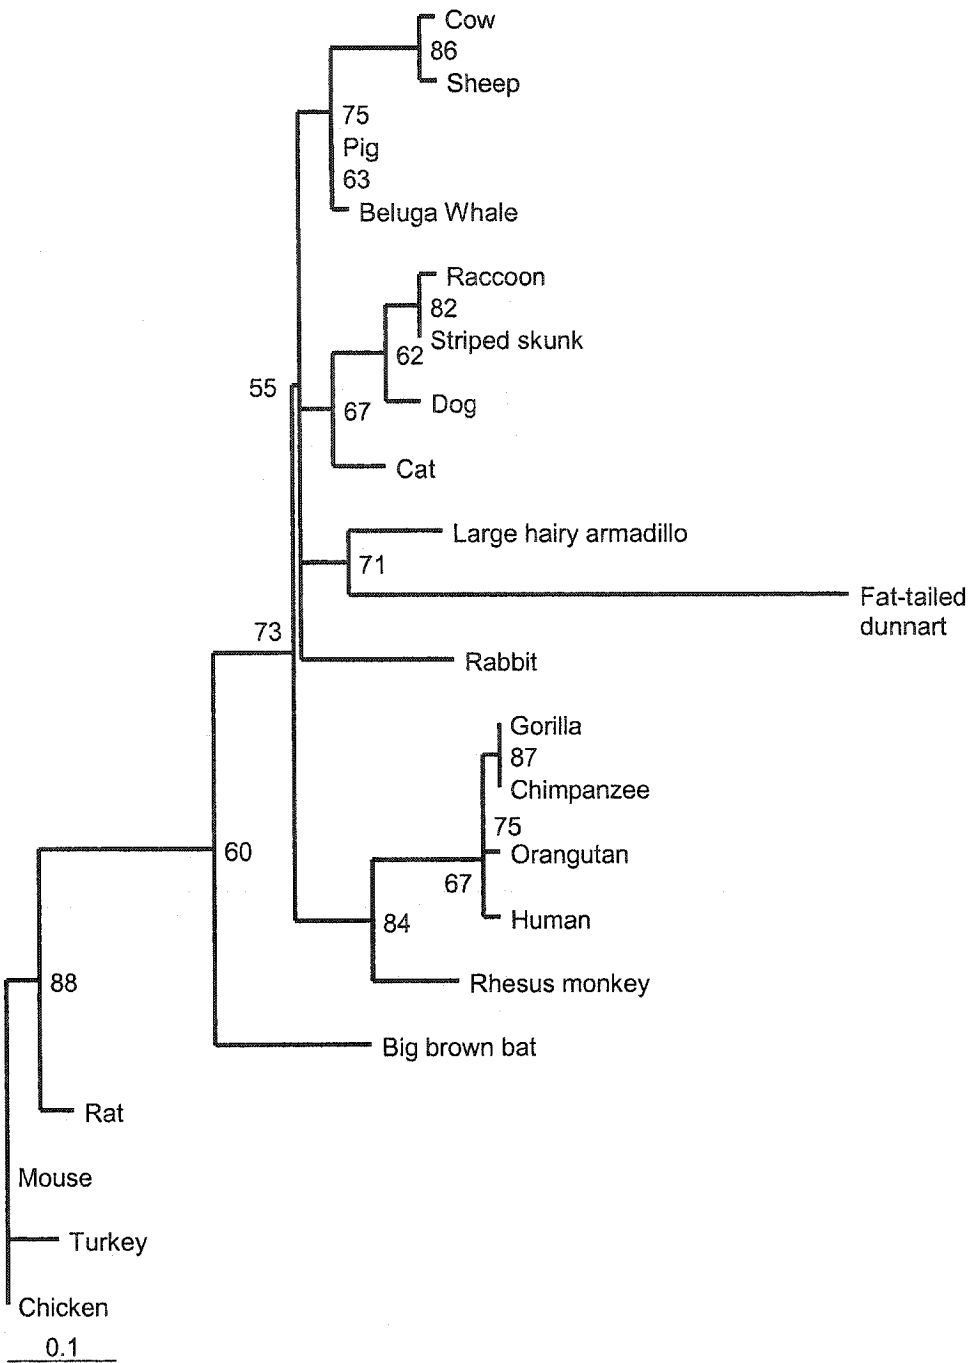 Cow
86
Sheep
75
Pig
63
Beluga Whale
Raccoon
82
Striped skunk
62
55
Dog
67
Cat
Large hairy armadillo
71
Fat-tailed
dunnart
73
Rabbit
Gorilla
87
Chimpanzee
75
60
Orangutan
67
Human
84
88
Rhesus monkey
Big brown bat
Rat
Mouse
Turkey
Chicken
0.1